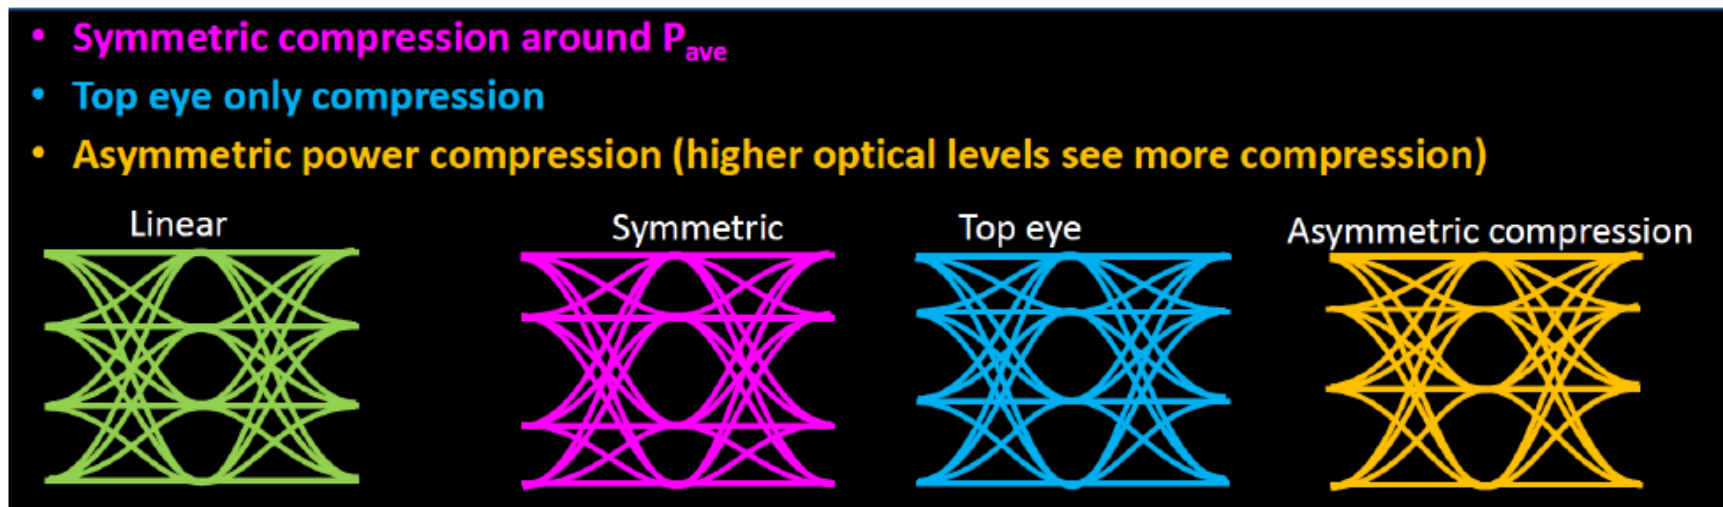 • Symmetric compression around Pave
• Top eye only compression
• Asymmetric power compression (higher optical levels see more compression)
Linear
Symmetric
Top eye
Asymmetric compression